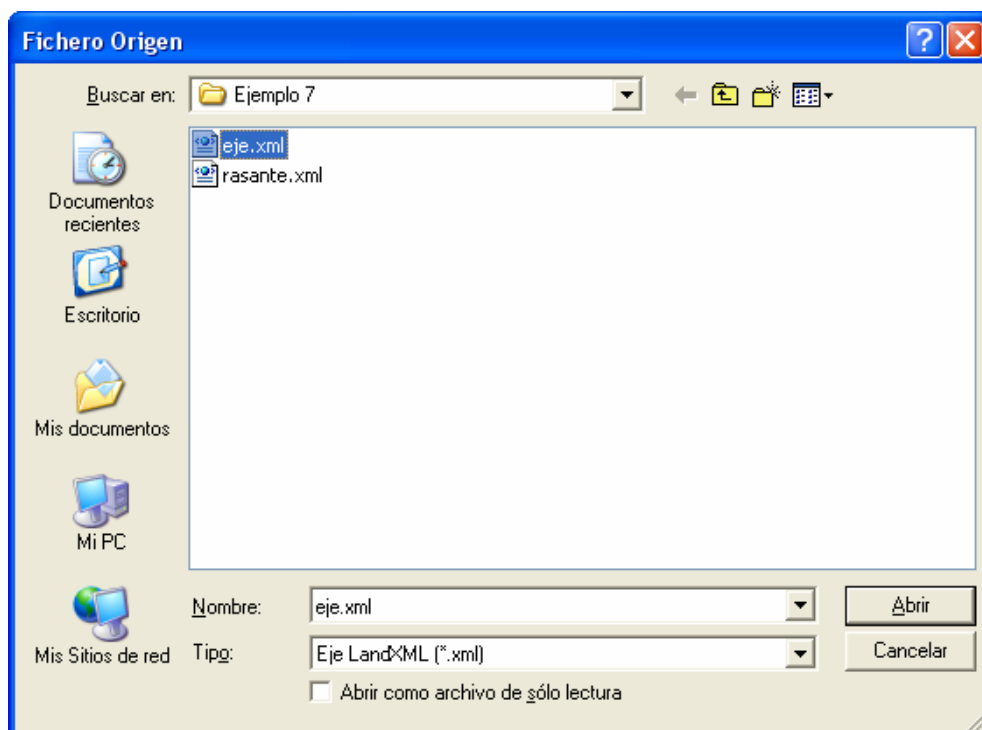 Fichero Origen
Buscar en: Ejemplo 7
eje.xml
rasante.xml
Documentos
recientes
Escritorio
Mis documentos
Mi PC
Mis Sitios de red
Nombre: eje.xml Abrir
Tipo: Eje LandXML (*.xml) Cancelar
Abrir como archivo de sólo lectura